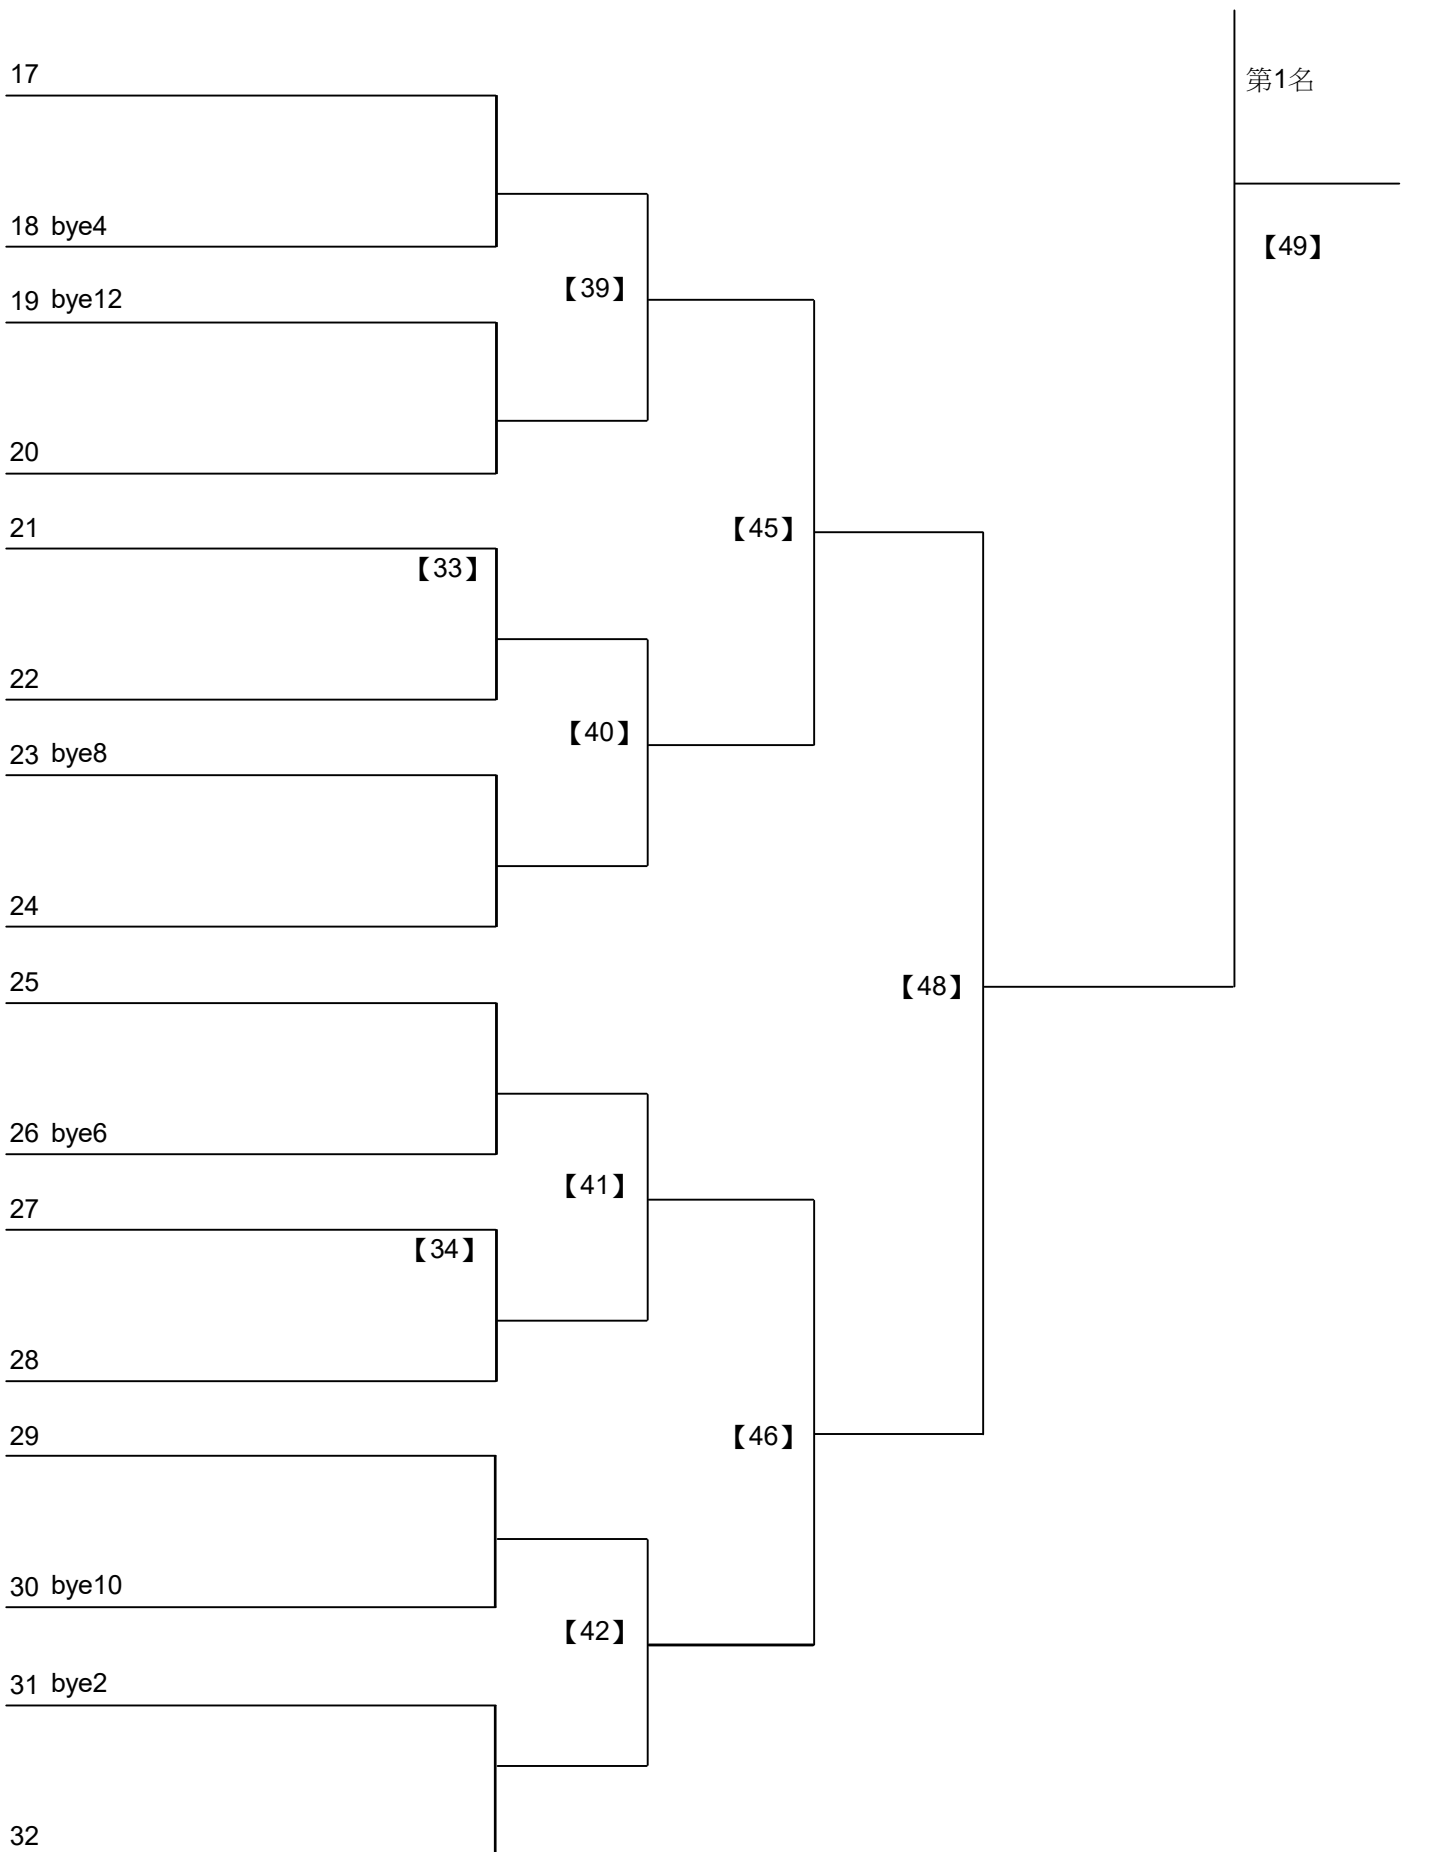 17
第1名
18 bye4
【49】
19 bye12
【39】
20
21
【45】
【33】
22
【40】
23 bye8
24
25
【48】
26 bye6
【41】
27
【34】
28
29
【46】
30 bye10
【42】
31 bye2
32